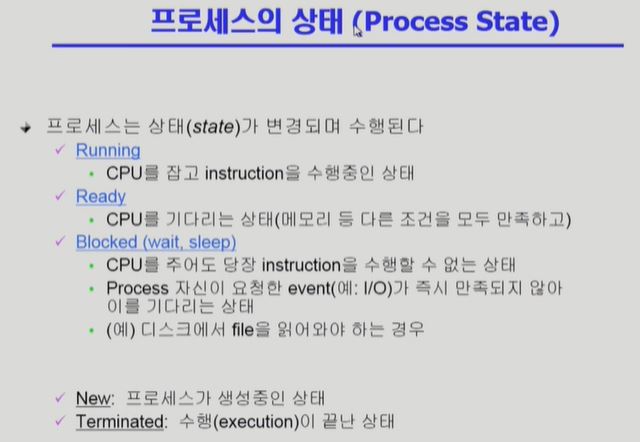 프로세스의 상태 (Process State)
프로세스는 상태(state)가 변경되며 수행된다
Running
CPU를 잡고 instruction을 수행중인 상태
Ready
CPU를 기다리는 상태(메모리 등 다른 조건을 모두 만족하고)
Blocked (wait, sleep)
CPU를 주어도 당장 instruction을 수행할 수 없는 상태
Process 자신이 요청한 event(예: I/O)가 즉시 만족되지 않아
이를 기다리는 상태
(예) 디스크에서 file을 읽어와야 하는 경우
New: 프로세스가 생성중인 상태
Terminated: 수행(execution)이 끝난 상태